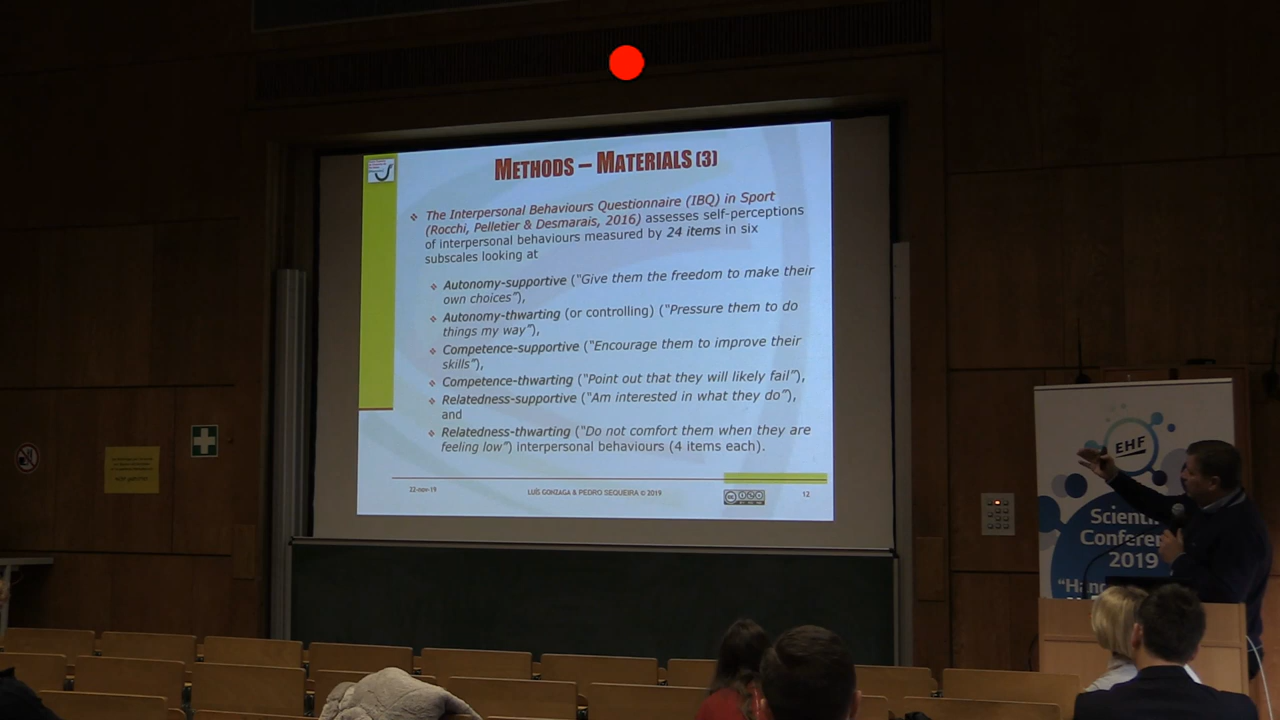 METHODS – MATERIALS (3)
The Interpersonal Behaviours Questionnaire (IBQ) in Sport
(Rocchi, Pelletier & Desmarais, 2016) assesses self-perceptions
of interpersonal behaviours measured by 24 items in six
subscales looking at
Autonomy-supportive ("Give them the freedom to make their
own choices"),
Autonomy-thwarting (or controlling) ("Pressure them to do
things my way"),
Competence-supportive ("Encourage them to improve their
skills"),
Competence-thwarting ("Point out that they will likely fail"),
Relatedness-supportive ("Am interested in what they do"),
and
Relatedness-thwarting ("Do not comfort them when they are
feeling low") interpersonal behaviours (4 items each).
22-nov-19
LUÍS GONZAGA & PEDRO SEQUEIRA © 2019
12
EHF
2019